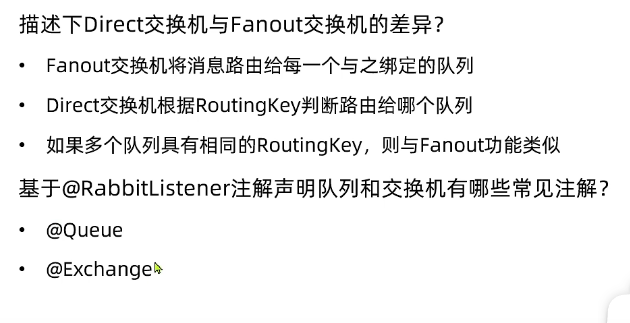 描述下Direct交换机与Fanout交换机的差异？
• Fanout交换机将消息路由给每一个与之绑定的队列
• Direct交换机根据RoutingKey判断路由给哪个队列
• 如果多个队列具有相同的RoutingKey，则与Fanout功能类似
基于@RabbitListener注解声明队列和交换机有哪些常见注解？
• @Queue
• @Exchange